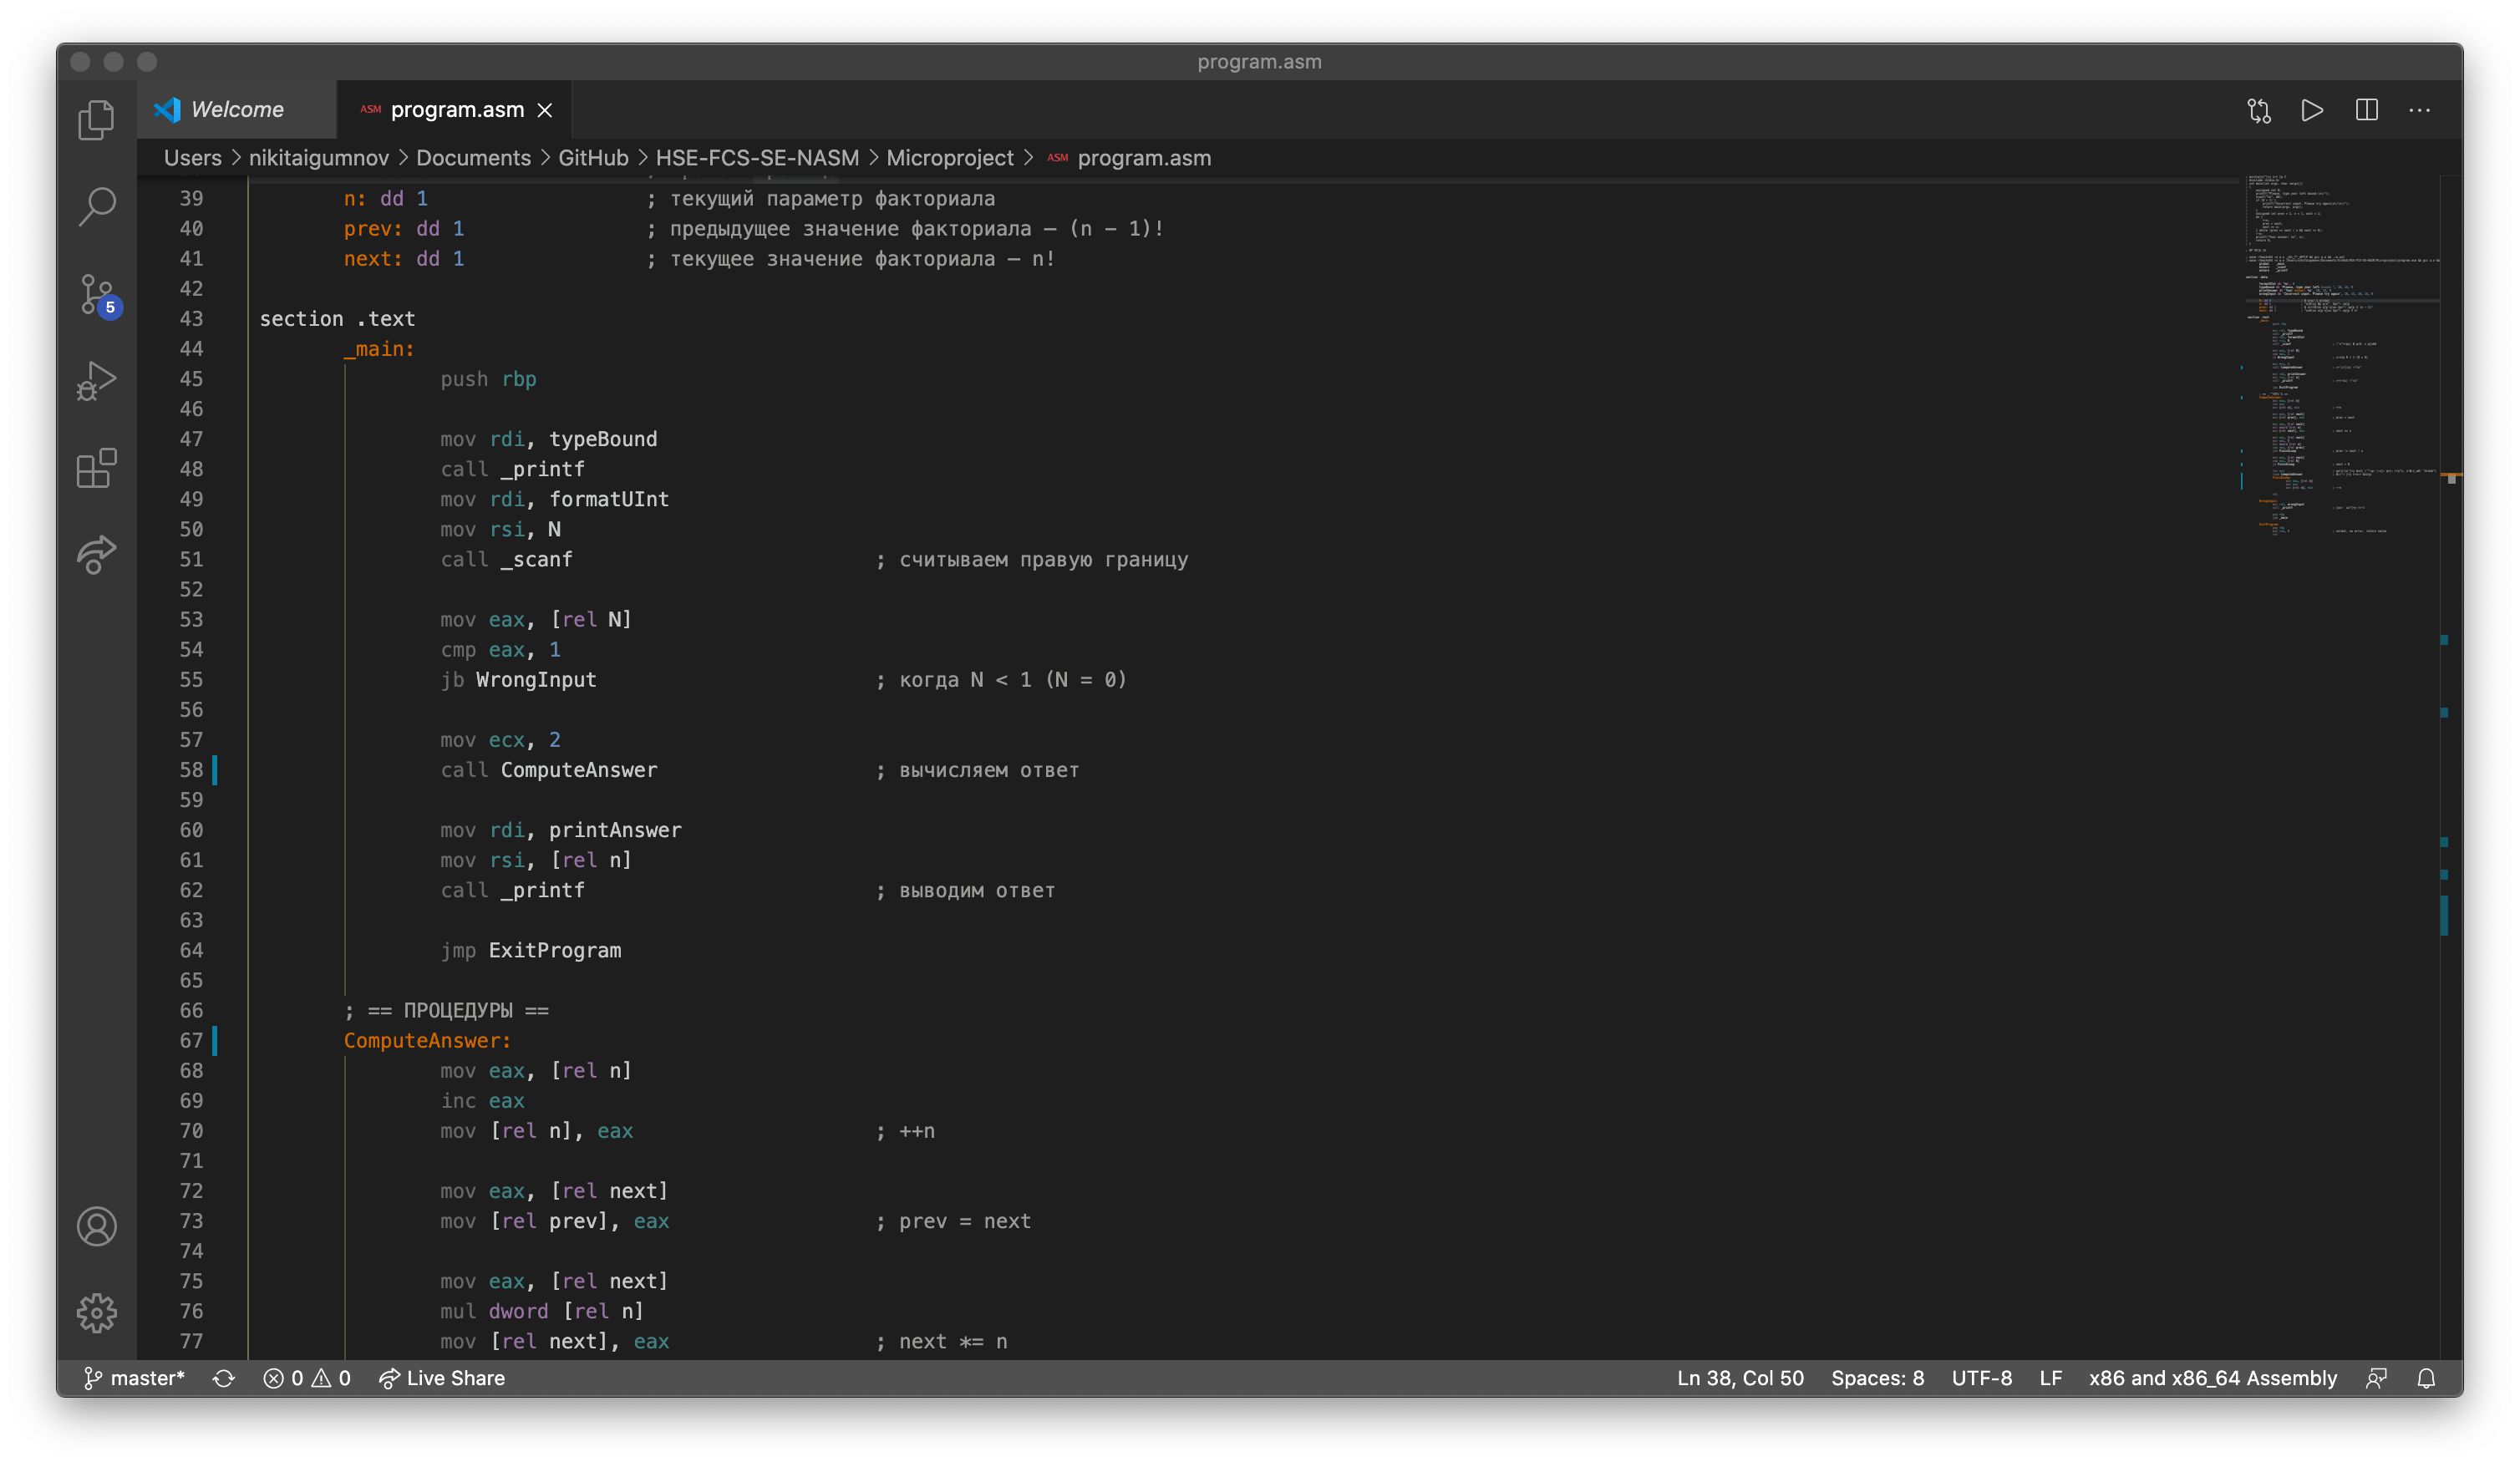 program.asm
Welcome
ASM program.asm
Users > nikitaigumnov > Documents > GitHub > HSE-FCS-SE-NASM > Microproject > ASM program.asm
39 n: dd 1 ; текущий параметр факториала
40 prev: dd 1 ; предыдущее значение факториала — (n - 1)!
41 next: dd 1 ; текущее значение факториала — n!
42
43 section .text
44 _main:
45 push rbp
46
47 mov rdi, typeBound
48 call _printf
49 mov rdi, formatUInt
50 mov rsi, N
51 call _scanf ; считываем правую границу
52
53 mov eax, [rel N]
54 cmp eax, 1
55 jb WrongInput ; когда N < 1 (N = 0)
56
57 mov ecx, 2
58 call ComputeAnswer ; вычисляем ответ
59
60 mov rdi, printAnswer
61 mov rsi, [rel n]
62 call _printf ; выводим ответ
63
64 jmp ExitProgram
65
66 ; == ПРОЦЕДУРЫ ==
67 ComputeAnswer:
68 mov eax, [rel n]
69 inc eax
70 mov [rel n], eax ; ++n
71
72 mov eax, [rel next]
73 mov [rel prev], eax ; prev = next
74
75 mov eax, [rel next]
76 mul dword [rel n]
77 mov [rel next], eax ; next *= n
5
master* 0 0 Live Share Ln 38, Col 50 Spaces: 8 UTF-8 LF x86 and x86_64 Assembly